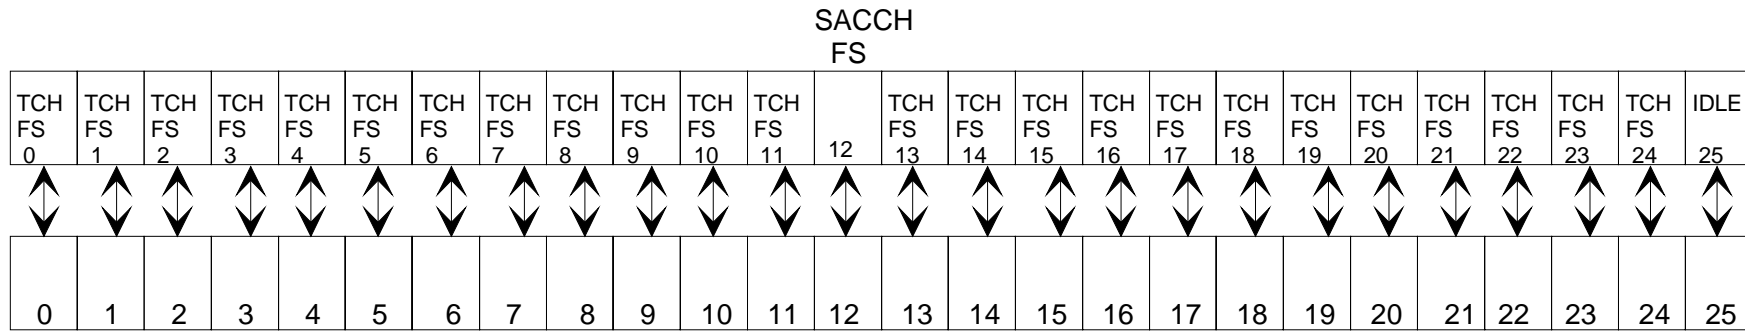 SACCH
FS
TCH TCH TCH TCH TCH TCH TCH TCH TCH TCH TCH TCH TCH TCH TCH TCH TCH TCH TCH TCH TCH TCH TCH TCH IDLE
FS FS FS FS FS FS FS FS FS FS FS FS FS FS FS FS FS FS FS FS FS FS FS FS
0 1 2 3 4 5 6 7 8 9 10 11 12 13 14 15 16 17 18 19 20 21 22 23 24 25
0 1 2 3 4 5 6 7 8 9 10 11 12 13 14 15 16 17 18 19 20 21 22 23 24 25